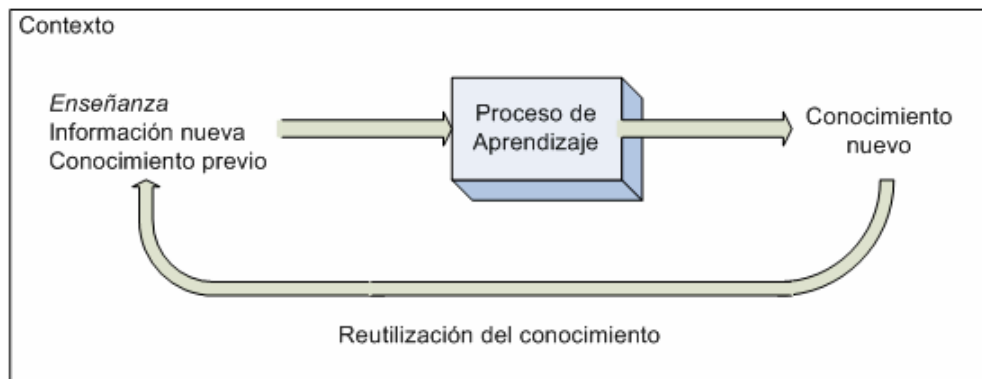 Contexto
Enseñanza
Información nueva
Conocimiento previo
Proceso de
Aprendizaje
Conocimiento
nuevo
Reutilización del conocimiento